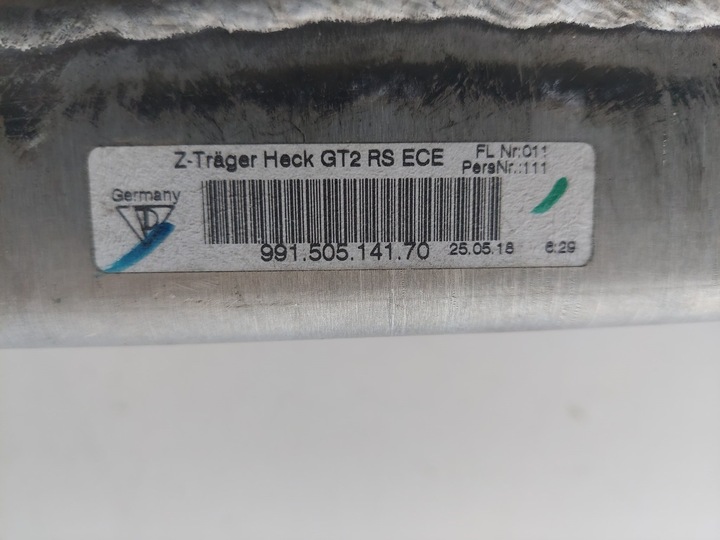 Z-Träger Heck GT2 RS ECE
FL Nr:011
PersNr.:111
Germany
D
991.505.141.70
25.05.18
6:29